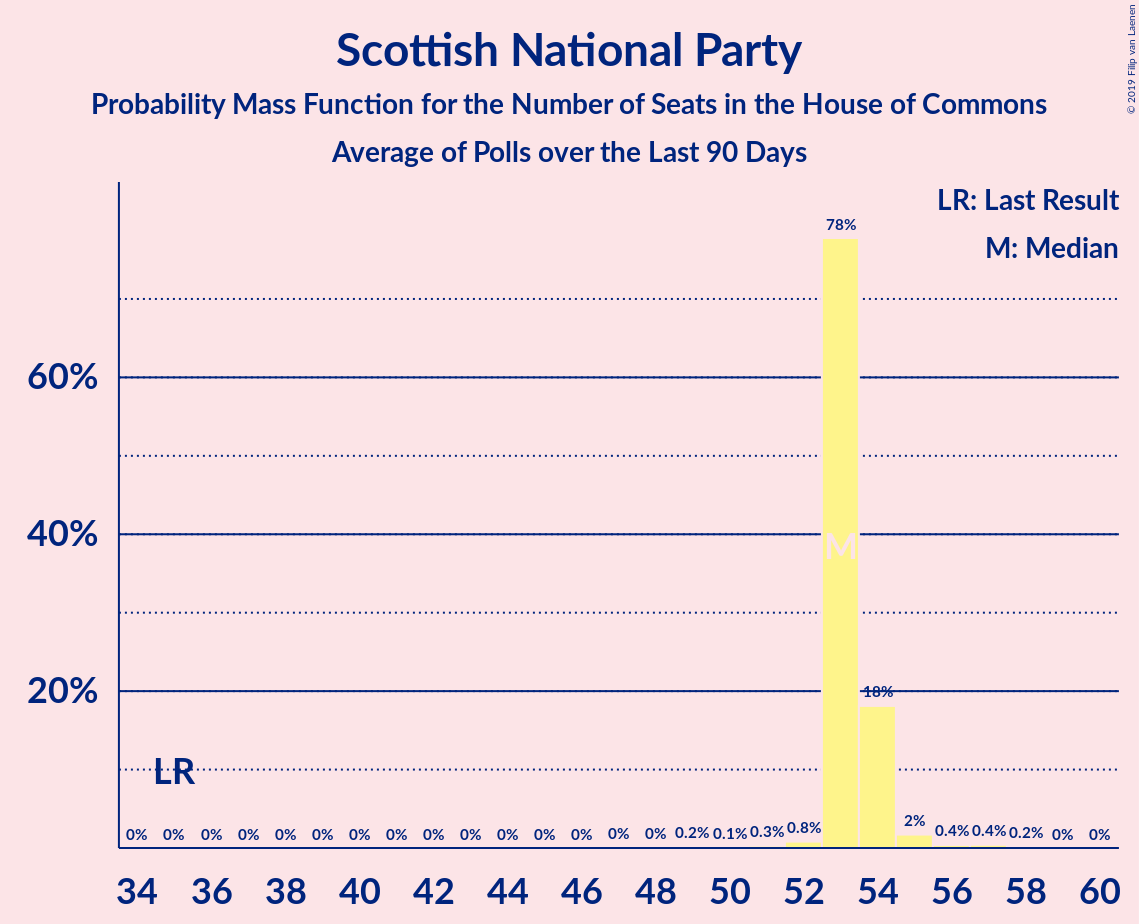 Scottish National Party
Probability Mass Function for the Number of Seats in the House of Commons
Average of Polls over the Last 90 Days
© 2019 Filip van Laenen
LR: Last Result
M: Median
60%
40%
20%
LR
M
0% 0% 0% 0% 0% 0% 0% 0% 0% 0% 0% 0% 0% 0% 0% 0.2% 0.1% 0.3% 0.8% 78% 18% 2% 0.4% 0.4% 0.2% 0% 0%
34 36 38 40 42 44 46 48 50 52 54 56 58 60